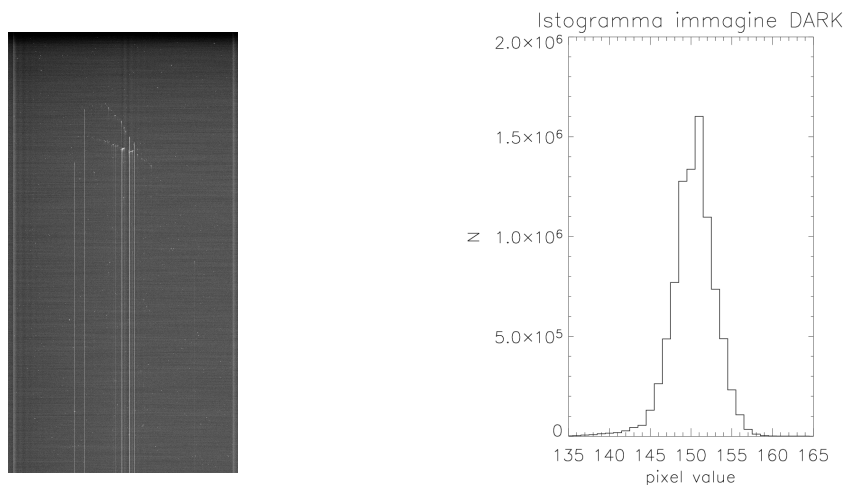 Istogramma immagine DARK
2.0×10⁶
1.5×10⁶
1.0×10⁶
5.0×10⁵
0
N
135 140 145 150 155 160 165
pixel value